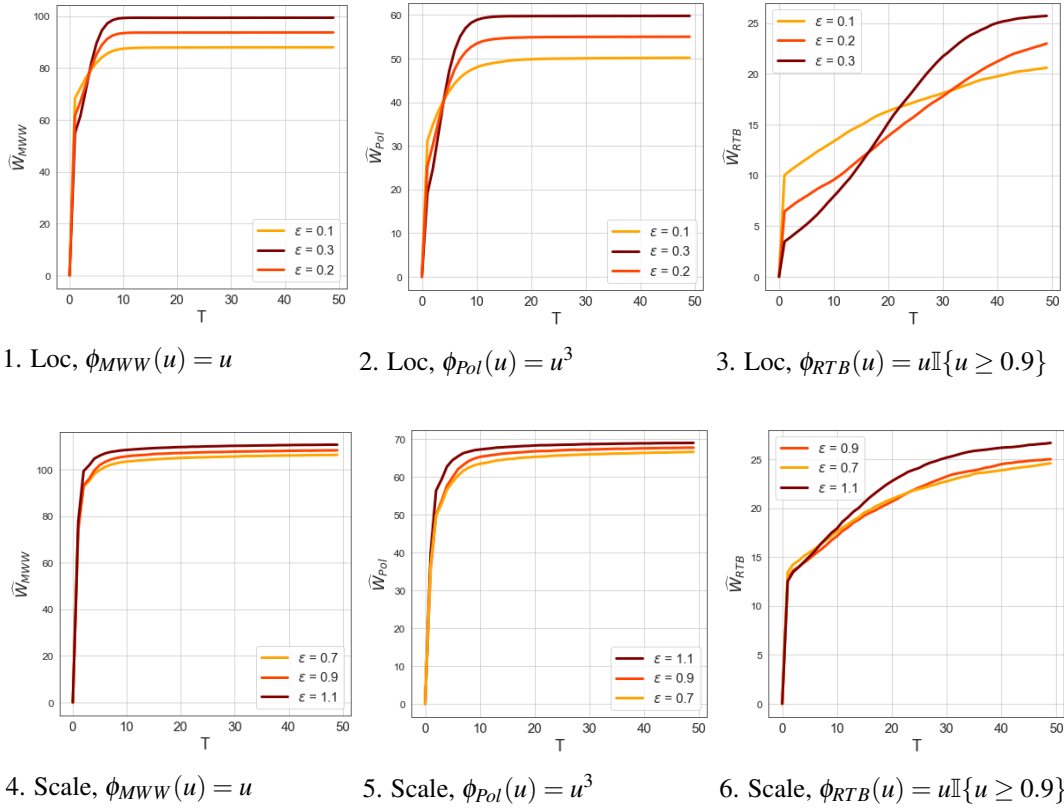 100
80
60
40
20
0
Ŵ_MWW
ε = 0.1
ε = 0.3
ε = 0.2
0 10 20 30 40 50
T
60
50
40
30
20
10
0
Ŵ_Pol
ε = 0.1
ε = 0.3
ε = 0.2
0 10 20 30 40 50
T
25
20
15
10
5
0
Ŵ_RTB
ε = 0.1
ε = 0.2
ε = 0.3
0 10 20 30 40 50
T
1. Loc, ϕ_MWW(u) = u
2. Loc, ϕ_Pol(u) = u³
3. Loc, ϕ_RTB(u) = u𝕀{u ≥ 0.9}
100
80
60
40
20
0
Ŵ_MWW
ε = 0.7
ε = 0.9
ε = 1.1
0 10 20 30 40 50
T
70
60
50
40
30
20
10
0
Ŵ_Pol
ε = 1.1
ε = 0.9
ε = 0.7
0 10 20 30 40 50
T
25
20
15
10
5
0
Ŵ_RTB
ε = 0.9
ε = 0.7
ε = 1.1
0 10 20 30 40 50
T
4. Scale, ϕ_MWW(u) = u
5. Scale, ϕ_Pol(u) = u³
6. Scale, ϕ_RTB(u) = u𝕀{u ≥ 0.9}